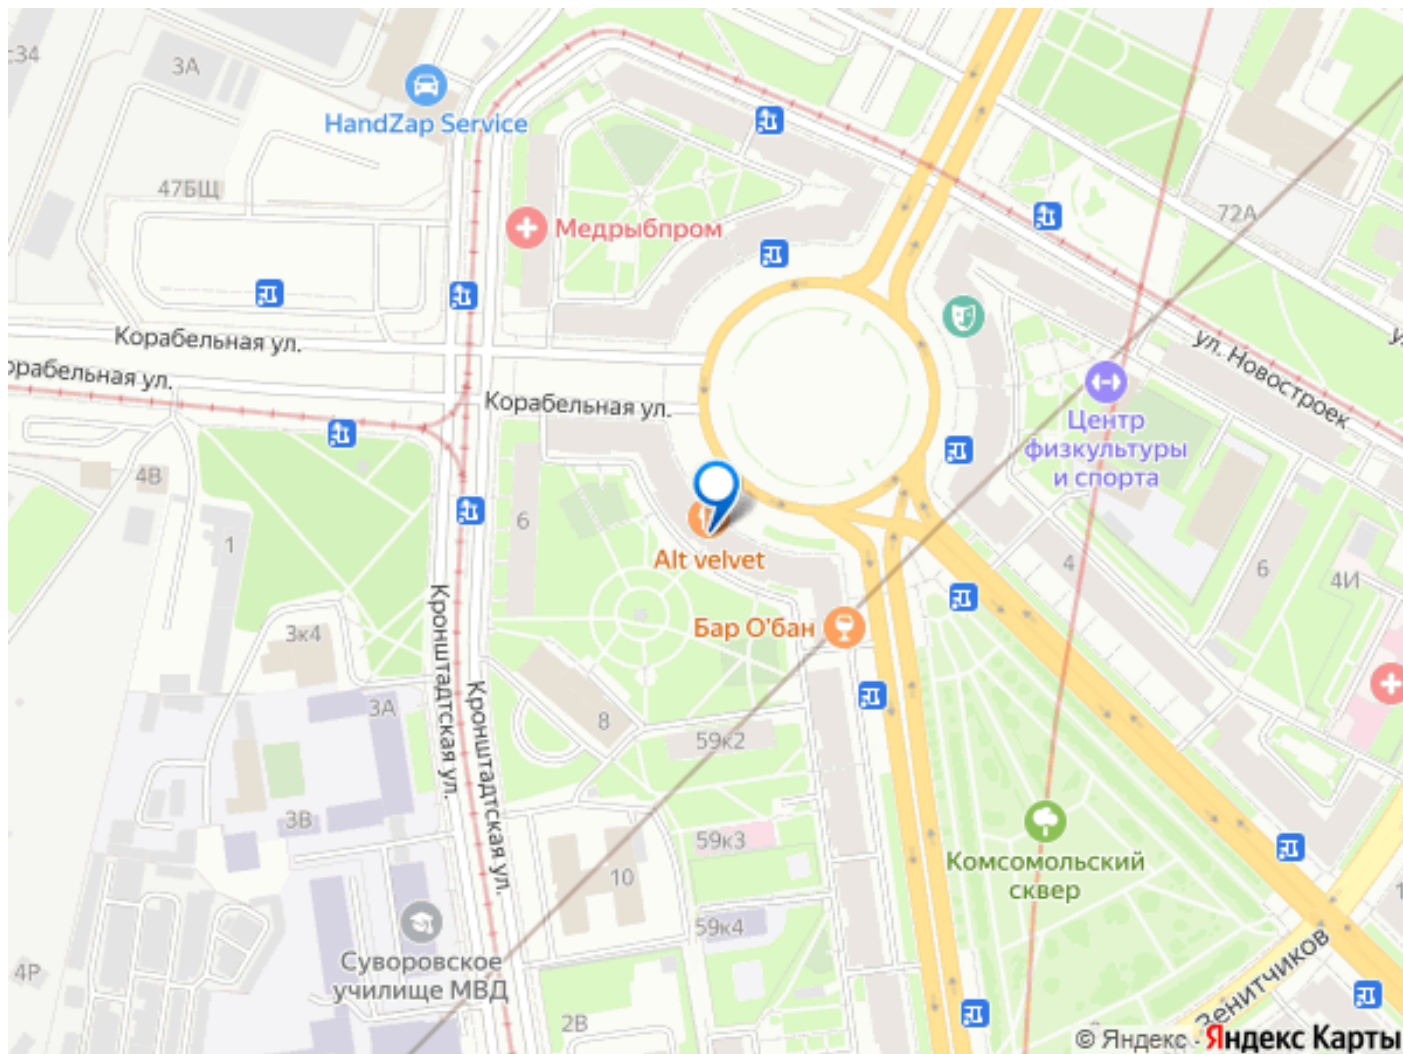 с34
3А
HandZap Service
47БЩ
Медрыбпром
72А
Корабельная ул.
орабельная ул.
Корабельная ул.
ул. Новостроек
Центр
физкультуры
и спорта
4В
6
1
Alt velvet
4
6
4И
Бар О'бан
3к4
3А
8
59к2
Кронштадтская ул.
Кронштадтская ул.
3В
59к3
10
Комсомольский
сквер
59к4
Суворовское
училище МВД
4Р
2В
Зенитчиков
© Яндекс - Яндекс Карты